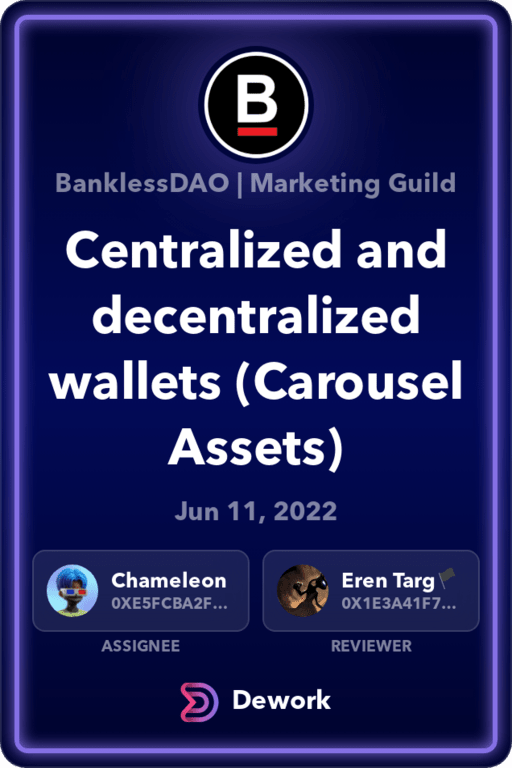 B
BanklessDAO | Marketing Guild
Centralized and
decentralized
wallets (Carousel
Assets)
Jun 11, 2022
Chameleon
0XE5FCBA2F...
Eren Targ🏴
0X1E3A41F7...
ASSIGNEE
REVIEWER
Dework